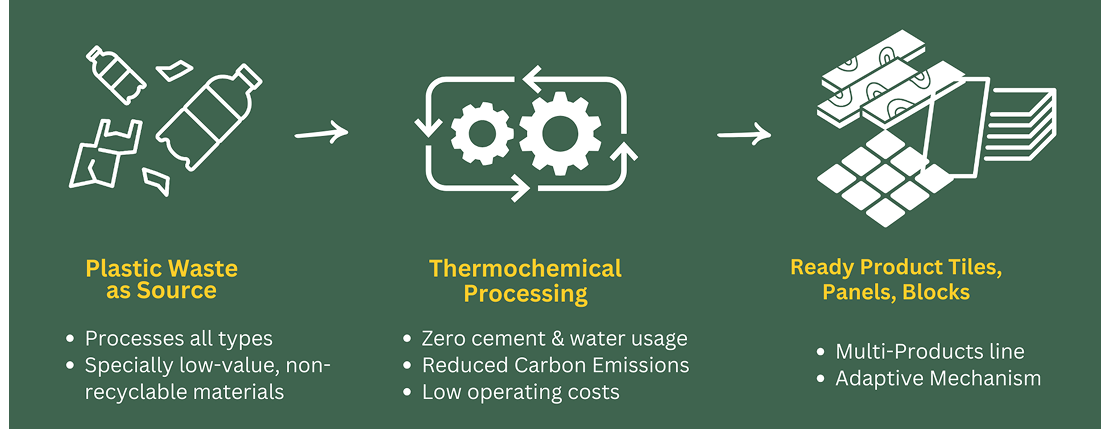 Plastic Waste
as Source
• Processes all types
• Specially low-value, non-
recyclable materials
Thermochemical
Processing
• Zero cement & water usage
• Reduced Carbon Emissions
• Low operating costs
Ready Product Tiles,
Panels, Blocks
• Multi-Products line
• Adaptive Mechanism